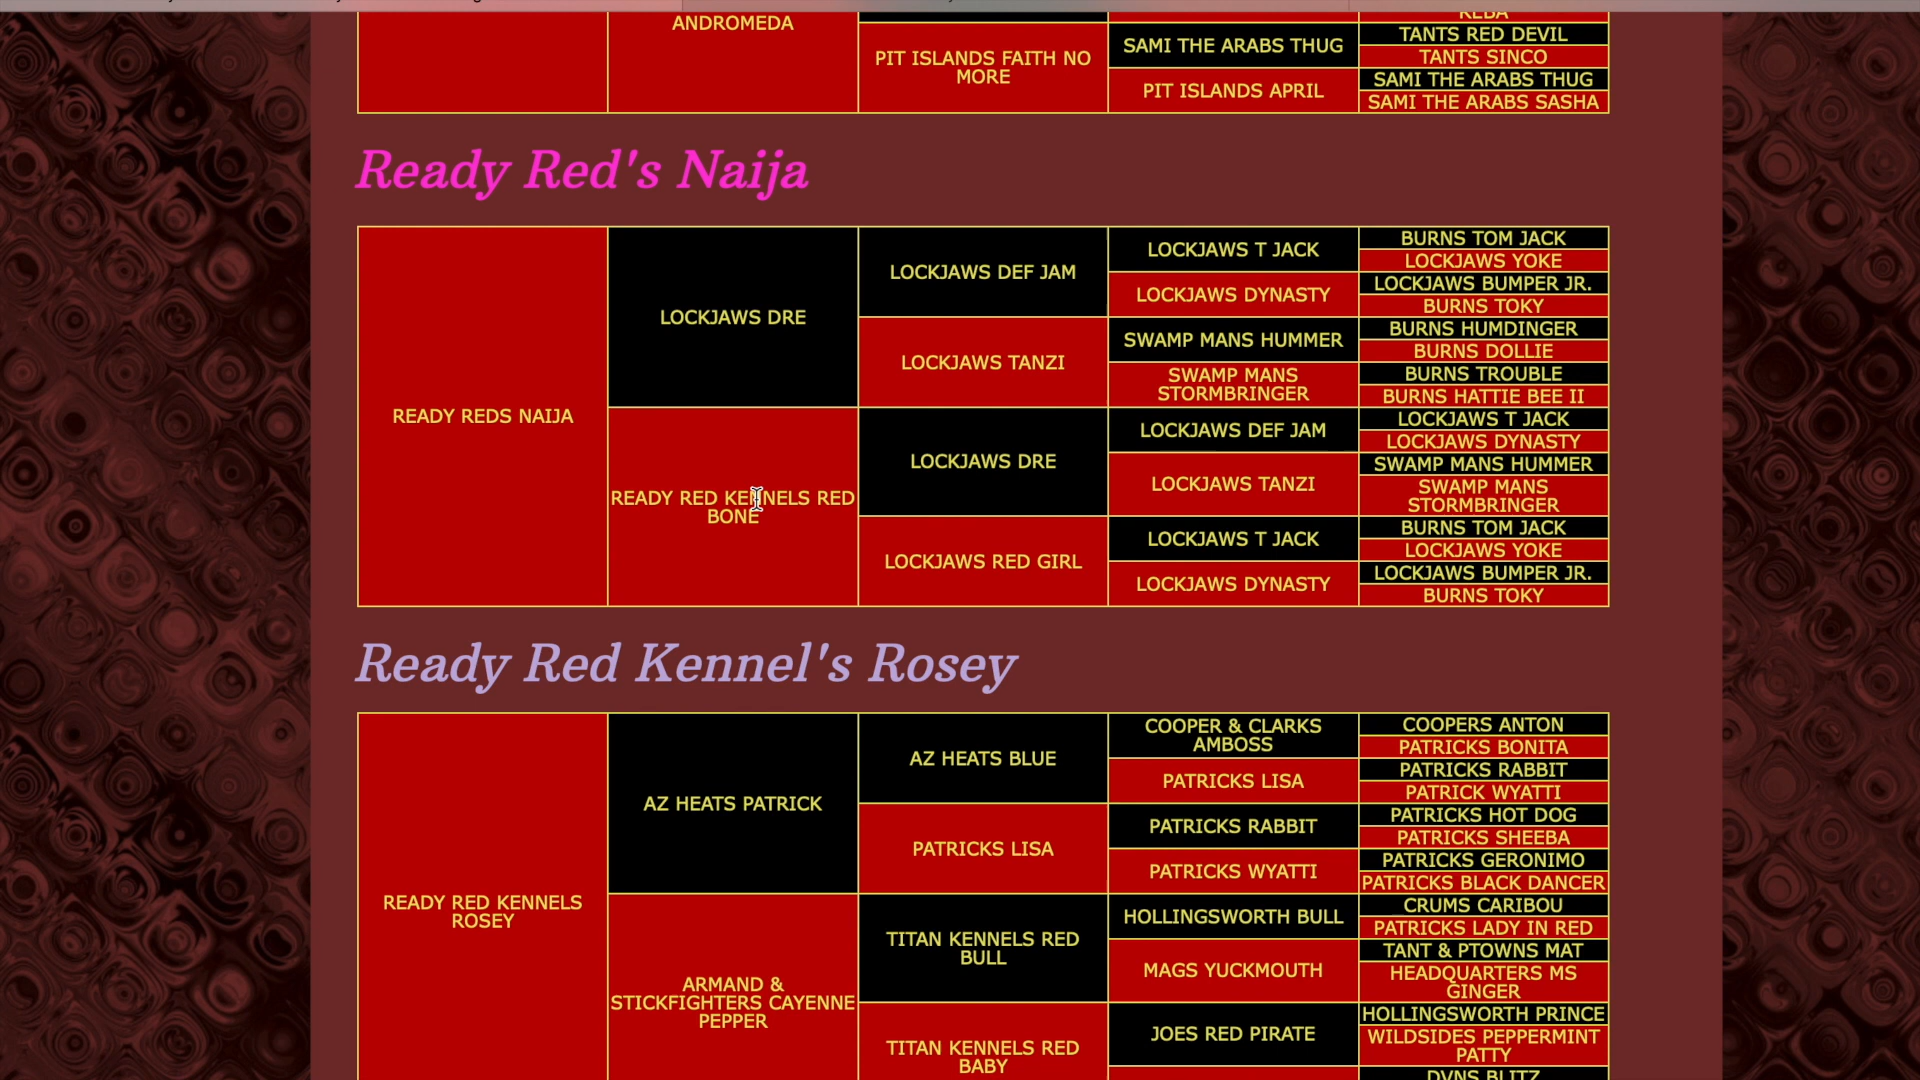 ANDROMEDA
PIT ISLANDS FAITH NO
MORE
SAMI THE ARABS THUG
PIT ISLANDS APRIL
REBA
TANTS RED DEVIL
TANTS SINCO
SAMI THE ARABS THUG
SAMI THE ARABS SASHA
Ready Red's Naija
READY REDS NAIJA
LOCKJAWS DRE
READY RED KENNELS RED
BONE
LOCKJAWS DEF JAM
LOCKJAWS TANZI
LOCKJAWS DRE
LOCKJAWS RED GIRL
LOCKJAWS T JACK
LOCKJAWS DYNASTY
SWAMP MANS HUMMER
SWAMP MANS
STORMBRINGER
LOCKJAWS DEF JAM
LOCKJAWS TANZI
LOCKJAWS T JACK
LOCKJAWS DYNASTY
BURNS TOM JACK
LOCKJAWS YOKE
LOCKJAWS BUMPER JR.
BURNS TOKY
BURNS HUMDINGER
BURNS DOLLIE
BURNS TROUBLE
BURNS HATTIE BEE II
LOCKJAWS T JACK
LOCKJAWS DYNASTY
SWAMP MANS HUMMER
SWAMP MANS
STORMBRINGER
BURNS TOM JACK
LOCKJAWS YOKE
LOCKJAWS BUMPER JR.
BURNS TOKY
Ready Red Kennel's Rosey
READY RED KENNELS
ROSEY
AZ HEATS PATRICK
ARMAND &
STICKFIGHTERS CAYENNE
PEPPER
AZ HEATS BLUE
PATRICKS LISA
TITAN KENNELS RED
BULL
TITAN KENNELS RED
BABY
COOPER & CLARKS
AMBOSS
PATRICKS LISA
PATRICKS RABBIT
PATRICKS WYATTI
HOLLINGSWORTH BULL
MAGS YUCKMOUTH
JOES RED PIRATE
COOPERS ANTON
PATRICKS BONITA
PATRICKS RABBIT
PATRICK WYATTI
PATRICKS HOT DOG
PATRICKS SHEEBA
PATRICKS GERONIMO
PATRICKS BLACK DANCER
CRUMS CARIBOU
PATRICKS LADY IN RED
TANT & PTOWNS MAT
HEADQUARTERS MS
GINGER
HOLLINGSWORTH PRINCE
WILDSIDES PEPPERMINT
PATTY
DVNS BLITZ